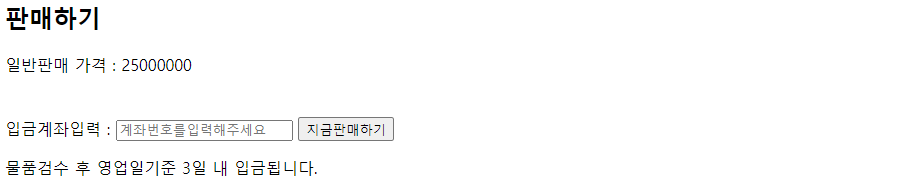 판매하기
일반판매 가격 : 25000000
입금계좌입력 : 계좌번호를입력해주세요 지금판매하기
물품검수 후 영업일기준 3일 내 입금됩니다.